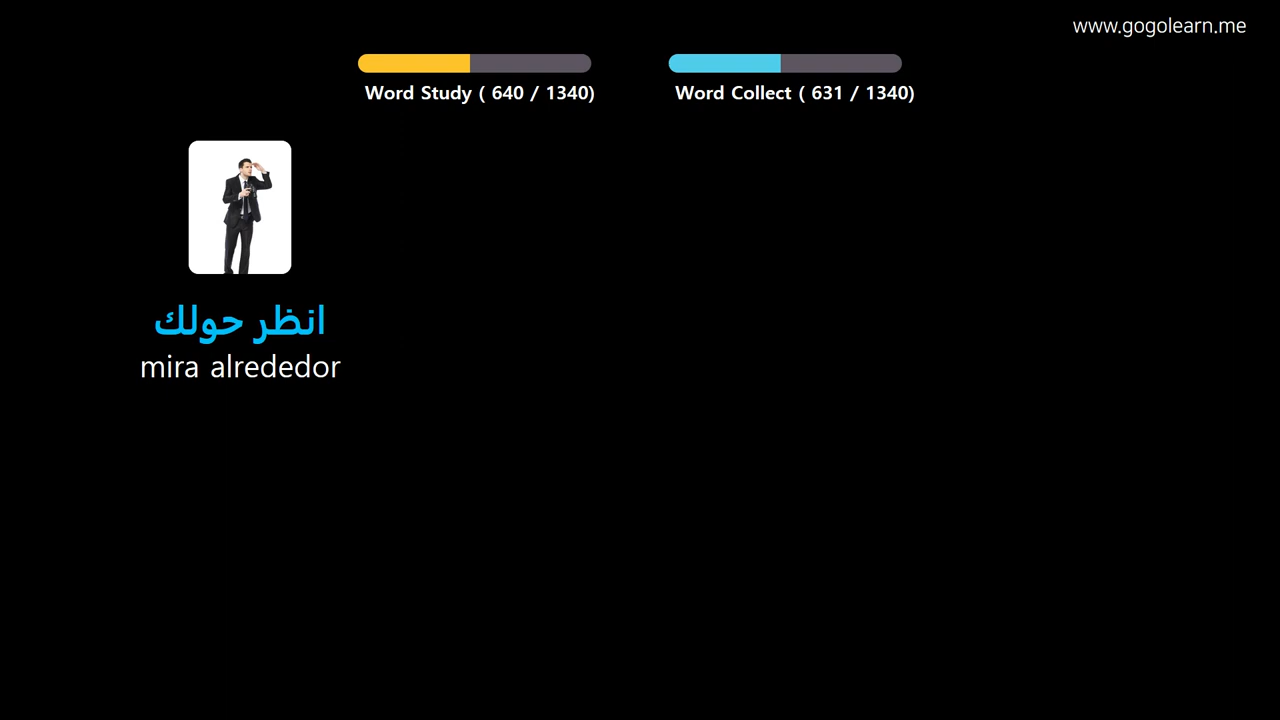 www.gogolearn.me
Word Study ( 640 / 1340)
Word Collect ( 631 / 1340)
انظر حولك
mira alrededor